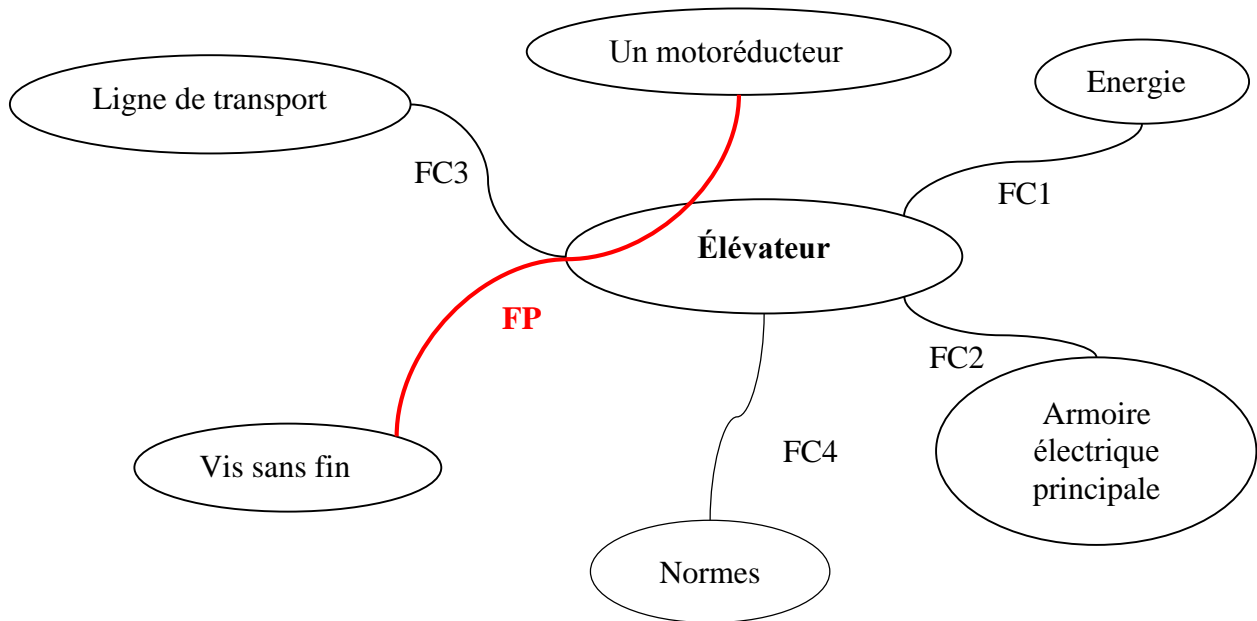 Un motoréducteur
Ligne de transport
Energie
FC3
FC1
Élévateur
FP
FC2
Armoire
électrique
principale
FC4
Vis sans fin
Normes